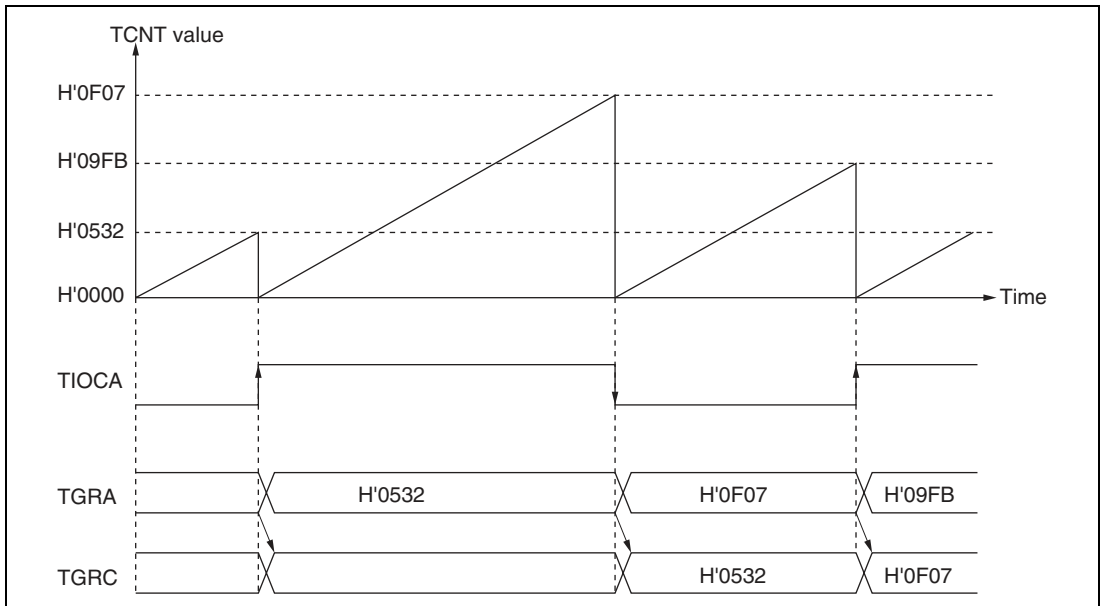 TCNT value
H'0F07
H'09FB
H'0532
H'0000
Time
TIOCA
TGRA
H'0532
H'0F07
H'09FB
TGRC
H'0532
H'0F07